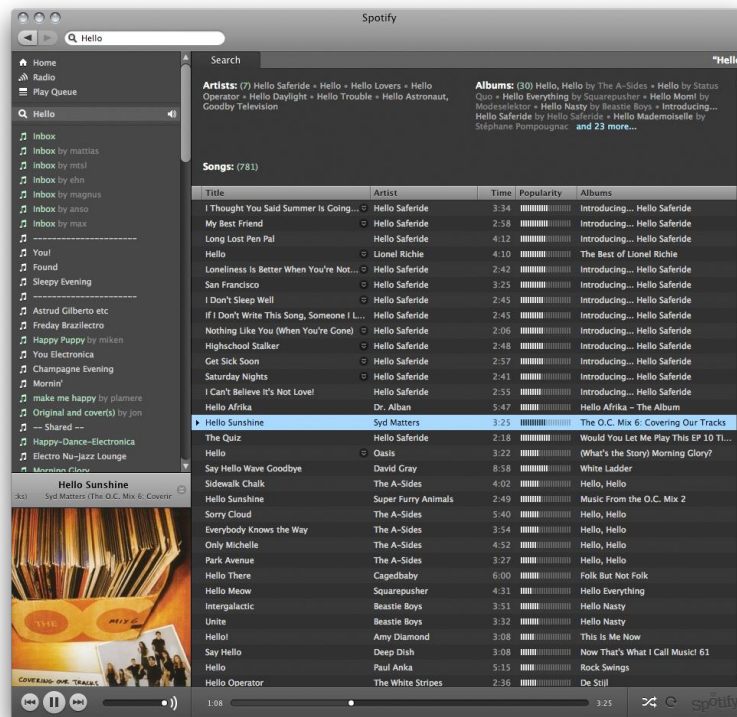 Spotify
Hello
Home
Radio
Play Queue
Hello
Inbox
Inbox by mattias
Inbox by mtsl
Inbox by ehn
Inbox by magnus
Inbox by anso
Inbox by max
------------------------
You!
Found
Sleepy Evening
------------------------
Astrud Gilberto etc
Freday Brazilectro
Happy Puppy by miken
You Electronica
Champagne Evening
Mornin'
make me happy by plamere
Original and cover(s) by jon
-- Shared --
Happy-Dance-Electronica
Electro Nu-Jazz Lounge
Morning Glory
Hello Sunshine
cks) Syd Matters (The O.C. Mix 6: Coverir
THE OC MIX 6
COVERING OUR TRACKS
Search
"Hell
Artists: (7) Hello Saferide • Hello • Hello Lovers • Hello
Operator • Hello Daylight • Hello Trouble • Hello Astronaut,
Goodby Television
Albums: (30) Hello, Hello by The A-Sides • Hello by Status
Quo • Hello Everything by Squarepusher • Hello Mom! by
Modeselektor • Hello Nasty by Beastie Boys • Introducing...
Hello Saferide by Hello Saferide • Hello Mademoiselle by
Stéphane Pompougnac and 23 more...
Songs: (781)
Title Artist Time Popularity Albums
I Thought You Said Summer Is Going... Hello Saferide 3:34 Introducing... Hello Saferide
My Best Friend Hello Saferide 2:58 Introducing... Hello Saferide
Long Lost Pen Pal Hello Saferide 4:12 Introducing... Hello Saferide
Hello Lionel Richie 4:10 The Best of Lionel Richie
Loneliness Is Better When You're Not... Hello Saferide 2:42 Introducing... Hello Saferide
San Francisco Hello Saferide 3:25 Introducing... Hello Saferide
I Don't Sleep Well Hello Saferide 2:45 Introducing... Hello Saferide
If I Don't Write This Song, Someone I L... Hello Saferide 2:45 Introducing... Hello Saferide
Nothing Like You (When You're Gone) Hello Saferide 2:06 Introducing... Hello Saferide
Highschool Stalker Hello Saferide 2:48 Introducing... Hello Saferide
Get Sick Soon Hello Saferide 2:57 Introducing... Hello Saferide
Saturday Nights Hello Saferide 2:41 Introducing... Hello Saferide
I Can't Believe It's Not Love! Hello Saferide 2:55 Introducing... Hello Saferide
Hello Afrika Dr. Alban 5:47 Hello Afrika – The Album
Hello Sunshine Syd Matters 3:25 The O.C. Mix 6: Covering Our Tracks
The Quiz Hello Saferide 2:18 Would You Let Me Play This EP 10 Ti...
Hello Oasis 3:22 (What's the Story) Morning Glory?
Say Hello Wave Goodbye David Gray 8:58 White Ladder
Sidewalk Chalk The A-Sides 4:02 Hello, Hello
Hello Sunshine Super Furry Animals 2:49 Music From the O.C. Mix 2
Sorry Cloud The A-Sides 5:40 Hello, Hello
Everybody Knows the Way The A-Sides 3:54 Hello, Hello
Only Michelle The A-Sides 4:52 Hello, Hello
Park Avenue The A-Sides 3:27 Hello, Hello
Hello There Cagedbaby 6:00 Folk But Not Folk
Hello Meow Squarepusher 4:31 Hello Everything
Intergalactic Beastie Boys 3:51 Hello Nasty
Unite Beastie Boys 3:32 Hello Nasty
Hello! Amy Diamond 3:08 This Is Me Now
Say Hello Deep Dish 3:08 Now That's What I Call Music! 61
Hello Paul Anka 5:15 Rock Swings
Hello Operator The White Stripes 2:36 De Stijl
1:08 3:25
Spotify